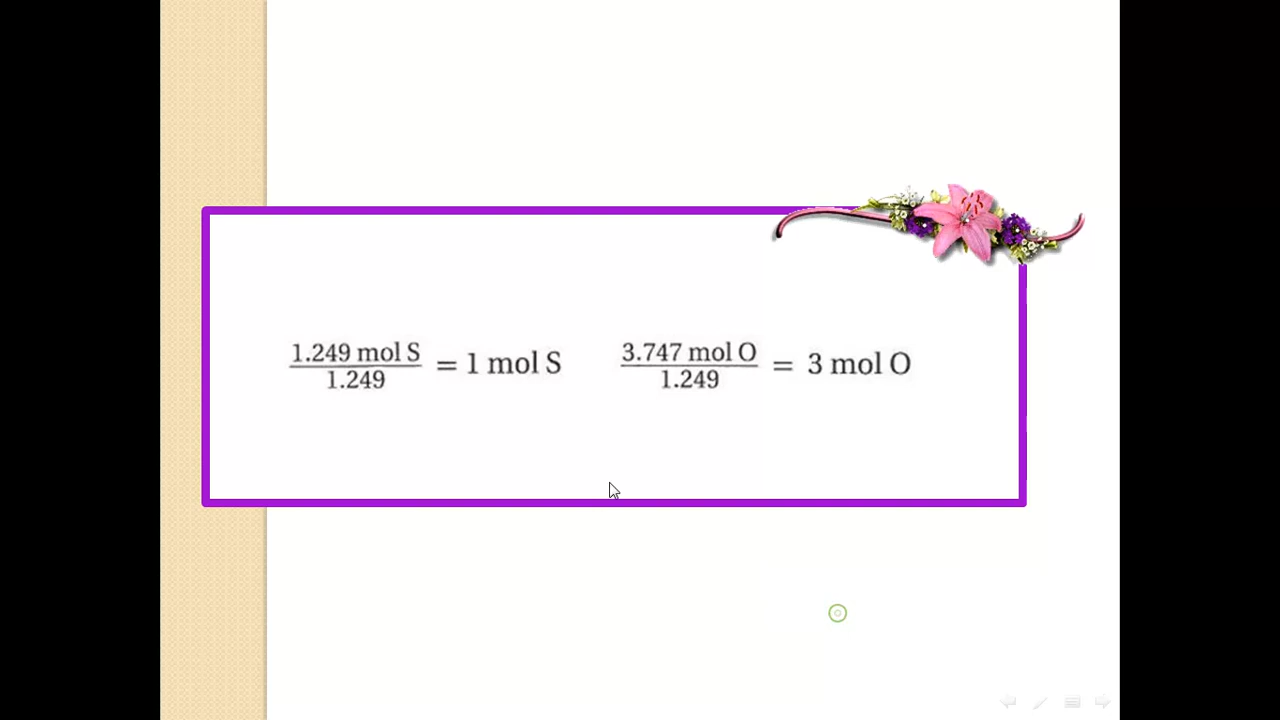 1.249 mol S / 1.249 = 1 mol S
3.747 mol O / 1.249 = 3 mol O